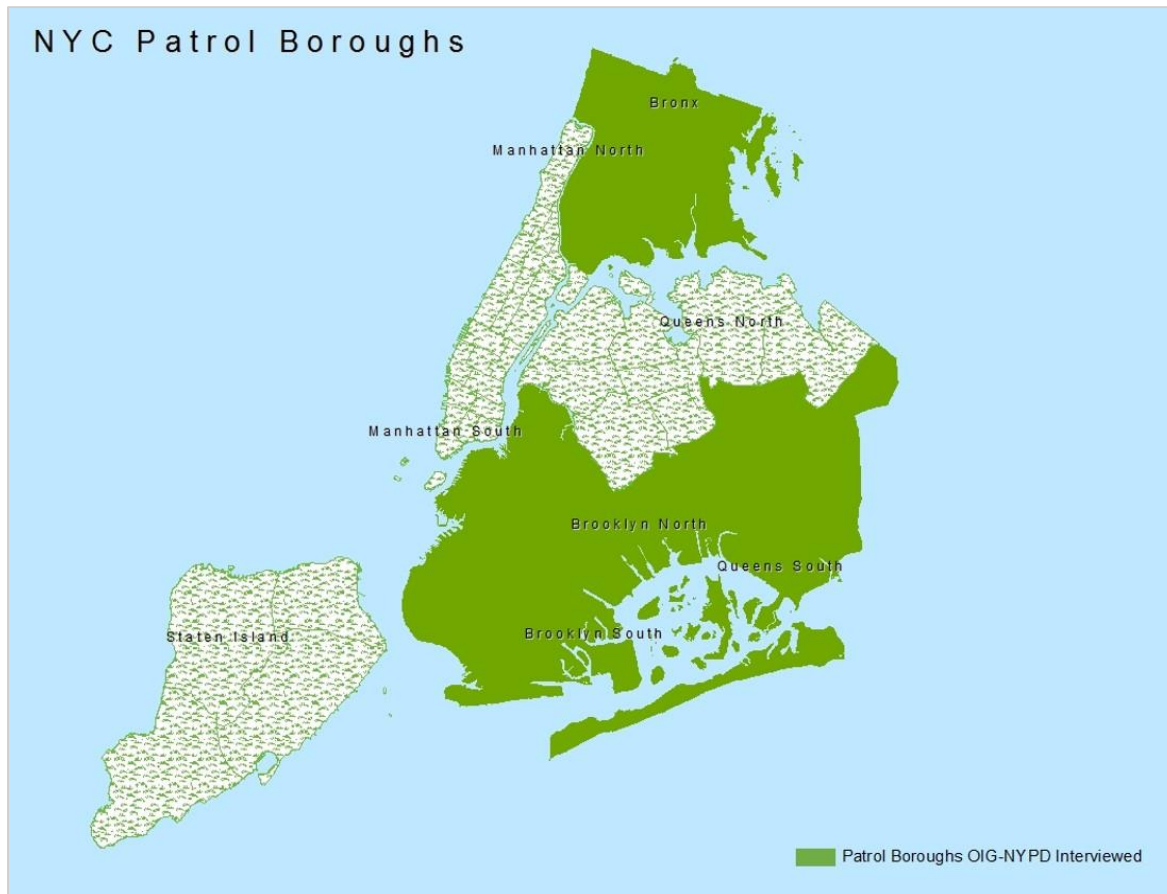 NYC Patrol Boroughs
Bronx
Manhattan North
Queens North
Manhattan South
Brooklyn North
Queens South
Brooklyn South
Staten Island
Patrol Boroughs OIG-NYPD Interviewed